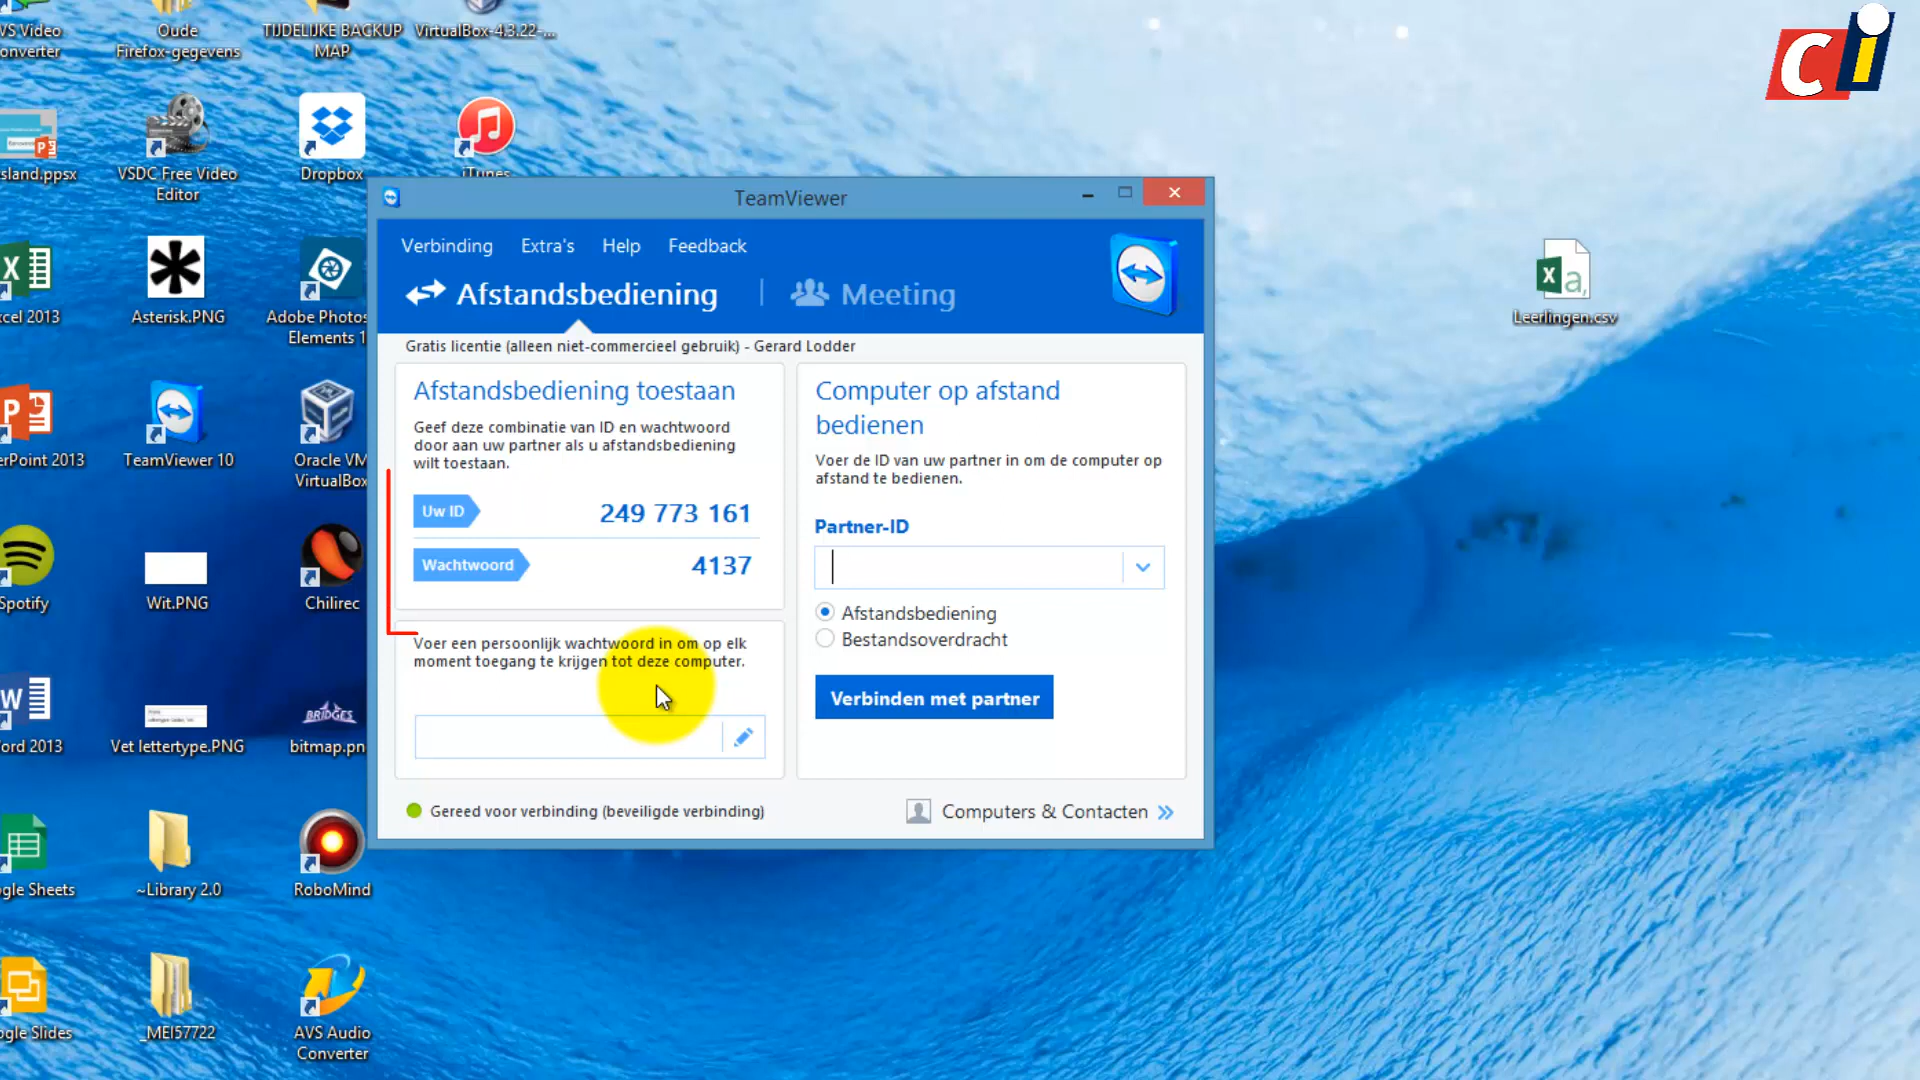 VS Video
onverter
Oude
Firefox-gegevens
TIJDELIJKE BACKUP
MAP
VirtualBox-4.3.22-...
ci
sland.ppsx
VSDC Free Video
Editor
Dropbox
iTunes
TeamViewer
Verbinding Extra's Help Feedback
Afstandsbediening
Meeting
Gratis licentie (alleen niet-commercieel gebruik) - Gerard Lodder
Afstandsbediening toestaan
Geef deze combinatie van ID en wachtwoord
door aan uw partner als u afstandsbediening
wilt toestaan.
Uw ID 249 773 161
Wachtwoord 4137
Voer een persoonlijk wachtwoord in om op elk
moment toegang te krijgen tot deze computer.
Computer op afstand
bedienen
Voer de ID van uw partner in om de computer op
afstand te bedienen.
Partner-ID
Afstandsbediening
Bestandsoverdracht
Verbinden met partner
Gereed voor verbinding (beveiligde verbinding)
Computers & Contacten
xcel 2013
Asterisk.PNG
Adobe Photos
Elements 1
Leerlingen.csv
erPoint 2013
TeamViewer 10
Oracle VM
VirtualBox
Spotify
Wit.PNG
Chilirec
ord 2013
Vet lettertype.PNG
BRIDGES
bitmap.pn
gle Sheets
~Library 2.0
RoboMind
gle Slides
_MEI57722
AVS Audio
Converter